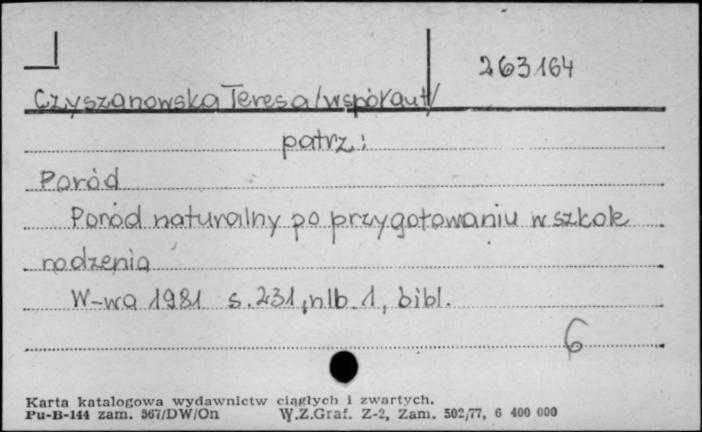 263164
Czyszanowska Teresa /współaut/
patrz:
Poród
Poród naturalny po przygotowaniu w szkole
rodzenia
W-wa 1981 s. 231, nlb. 1, bibl.
6
Karta katalogowa wydawnictw ciągłych i zwartych.
Pu-B-144 zam. 567/DW/On W.Z.Graf. Z-2, Zam. 502/77, 6 400 000